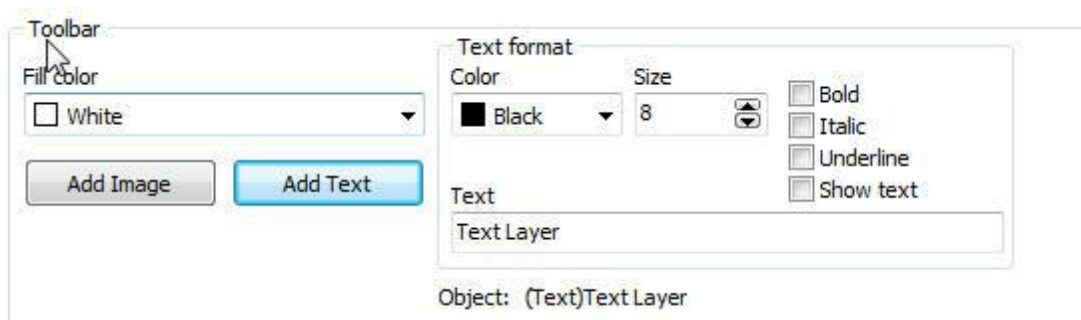 Toolbar
Fill color
White
Add Image
Add Text
Text format
Color
Size
Black
8
Bold
Italic
Underline
Show text
Text
Text Layer
Object: (Text)Text Layer